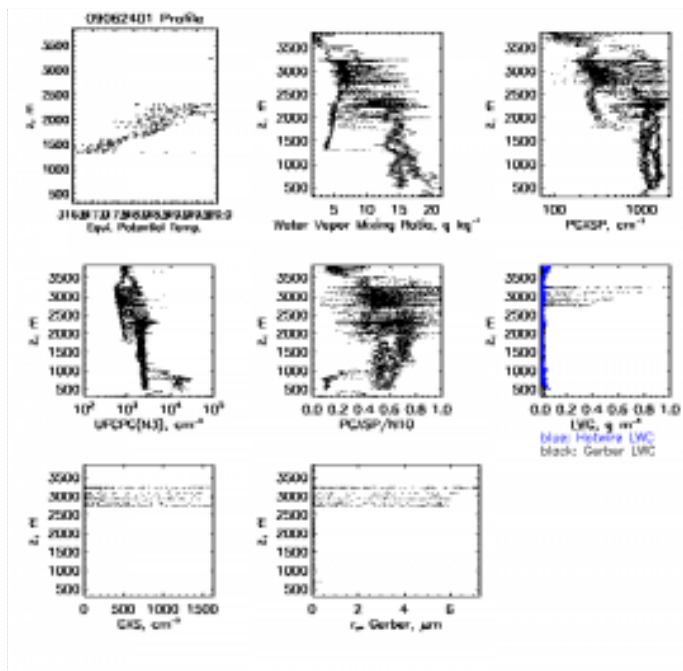 09062401 Profile
3500
3000
2500
2000
1500
1000
500
z, m
Equi. Potential Temp.
3500
3000
2500
2000
1500
1000
500
z, m
5 10 15 20
Water Vapor Mixing Ratio, g kg⁻¹
3500
3000
2500
2000
1500
1000
500
z, m
100 1000
PCASP, cm⁻³
3500
3000
2500
2000
1500
1000
500
z, m
10² 10³ 10⁴ 10⁵
UFCPC(N3), cm⁻³
3500
3000
2500
2000
1500
1000
500
z, m
0.0 0.2 0.4 0.6 0.8 1.0
PCASP/N10
3500
3000
2500
2000
1500
1000
500
z, m
0.0 0.2 0.4 0.6 0.8 1.0
LWC, g m⁻³
blue: Hotwire LWC
black: Gerber LWC
3500
3000
2500
2000
1500
1000
500
z, m
0 500 1000 1500
cm⁻³
3500
3000
2500
2000
1500
1000
500
z, m
0 2 4 6
Gerber, μm